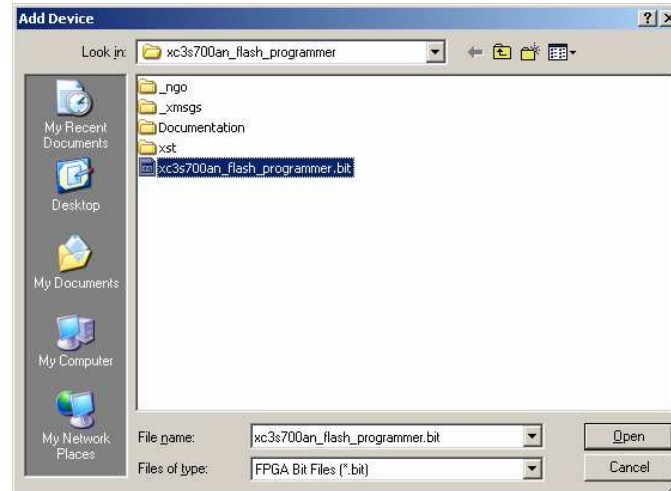 Add Device
Look in:
xc3s700an_flash_programmer
_ngo
_xmsgs
Documentation
xst
xc3s700an_flash_programmer.bit
My Recent
Documents
Desktop
My Documents
My Computer
My Network
Places
File name:
xc3s700an_flash_programmer.bit
Open
Files of type:
FPGA Bit Files (*.bit)
Cancel